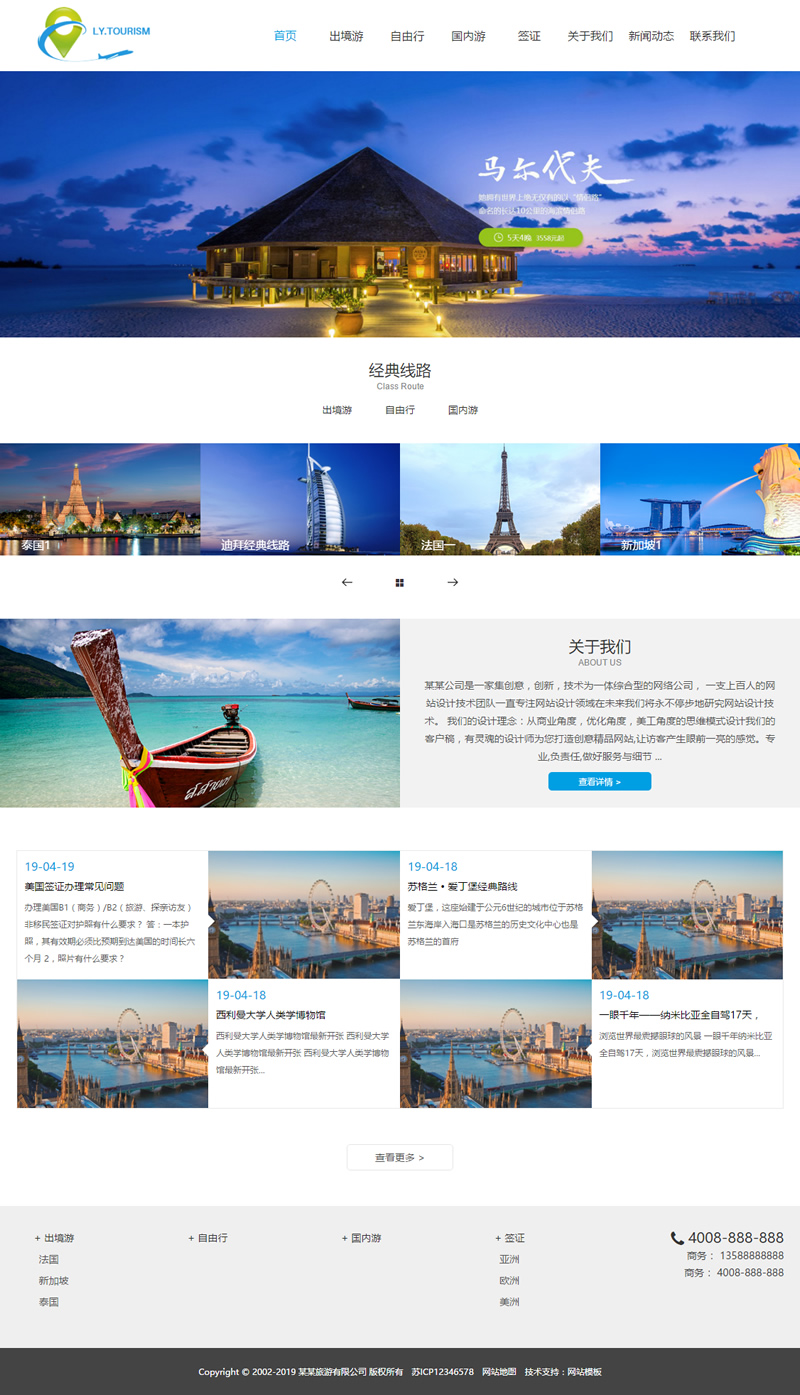 LY.TOURISM
首页 出境游 自由行 国内游 签证 关于我们 新闻动态 联系我们
马尔代夫
她拥有世界上绝无仅有的以“情侣路”
命名的长达10公里的海滨情侣路
5天4晚 3558元起
经典线路
Class Route
出境游 自由行 国内游
泰国1 迪拜经典线路 法国一 新加坡1
关于我们
ABOUT US
某某公司是一家集创意，创新，技术为一体综合型的网络公司， 一支上百人的网
站设计技术团队一直专注网站设计领域在未来我们将永不停步地研究网站设计技
术。 我们的设计理念：从商业角度，优化角度，美工角度的思维模式设计我们的
客户稿，有灵魂的设计师为您打造创意精品网站,让访客产生眼前一亮的感觉。专
业,负责任,做好服务与细节 ...
查看详情 >
19-04-19
美国签证办理常见问题
办理美国B1（商务）/B2（旅游、探亲访友）
非移民签证对护照有什么要求？ 答：一本护
照，其有效期必须比预期到达美国的时间长六
个月 2，照片有什么要求？
19-04-18
苏格兰 • 爱丁堡经典路线
爱丁堡，这座始建于公元6世纪的城市位于苏格
兰东海岸入海口是苏格兰的历史文化中心也是
苏格兰的首府
19-04-18
西利曼大学人类学博物馆
西利曼大学人类学博物馆最新开张 西利曼大学人
人类学博物馆最新开张 西利曼大学人类学博物
馆最新开张...
19-04-18
一眼千年——纳米比亚全自驾17天，
浏览世界最震撼眼球的风景 一眼千年纳米比亚
全自驾17天，浏览世界最震撼眼球的风景...
查看更多 >
+ 出境游 + 自由行 + 国内游 + 签证
法国
新加坡
泰国
亚洲
欧洲
美洲
4008-888-888
商务： 13588888888
商务： 4008-888-888
Copyright © 2002-2019 某某旅游有限公司 版权所有 苏ICP12346578 网站地图 技术支持：网站模板